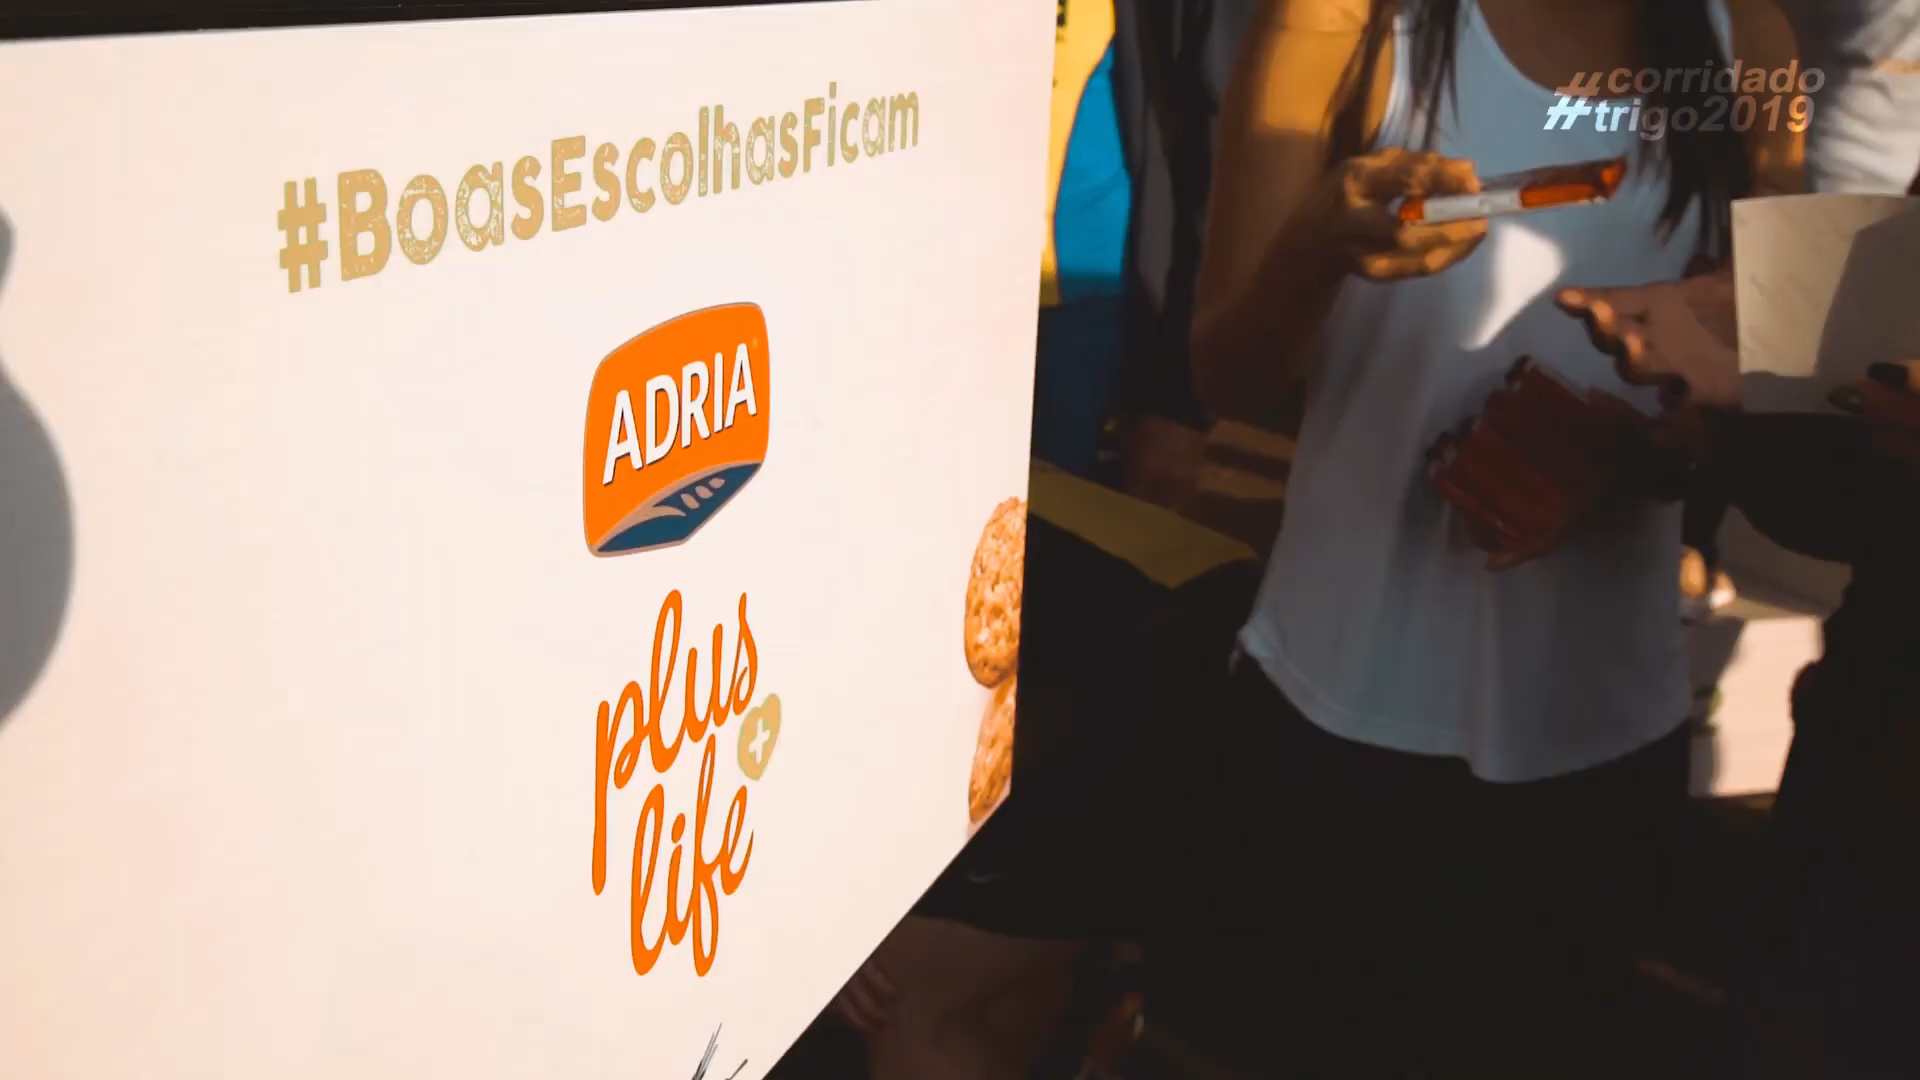 #BoasEscolhasFicam
ADRIA
plus
life
+
#corridado
#trigo2019